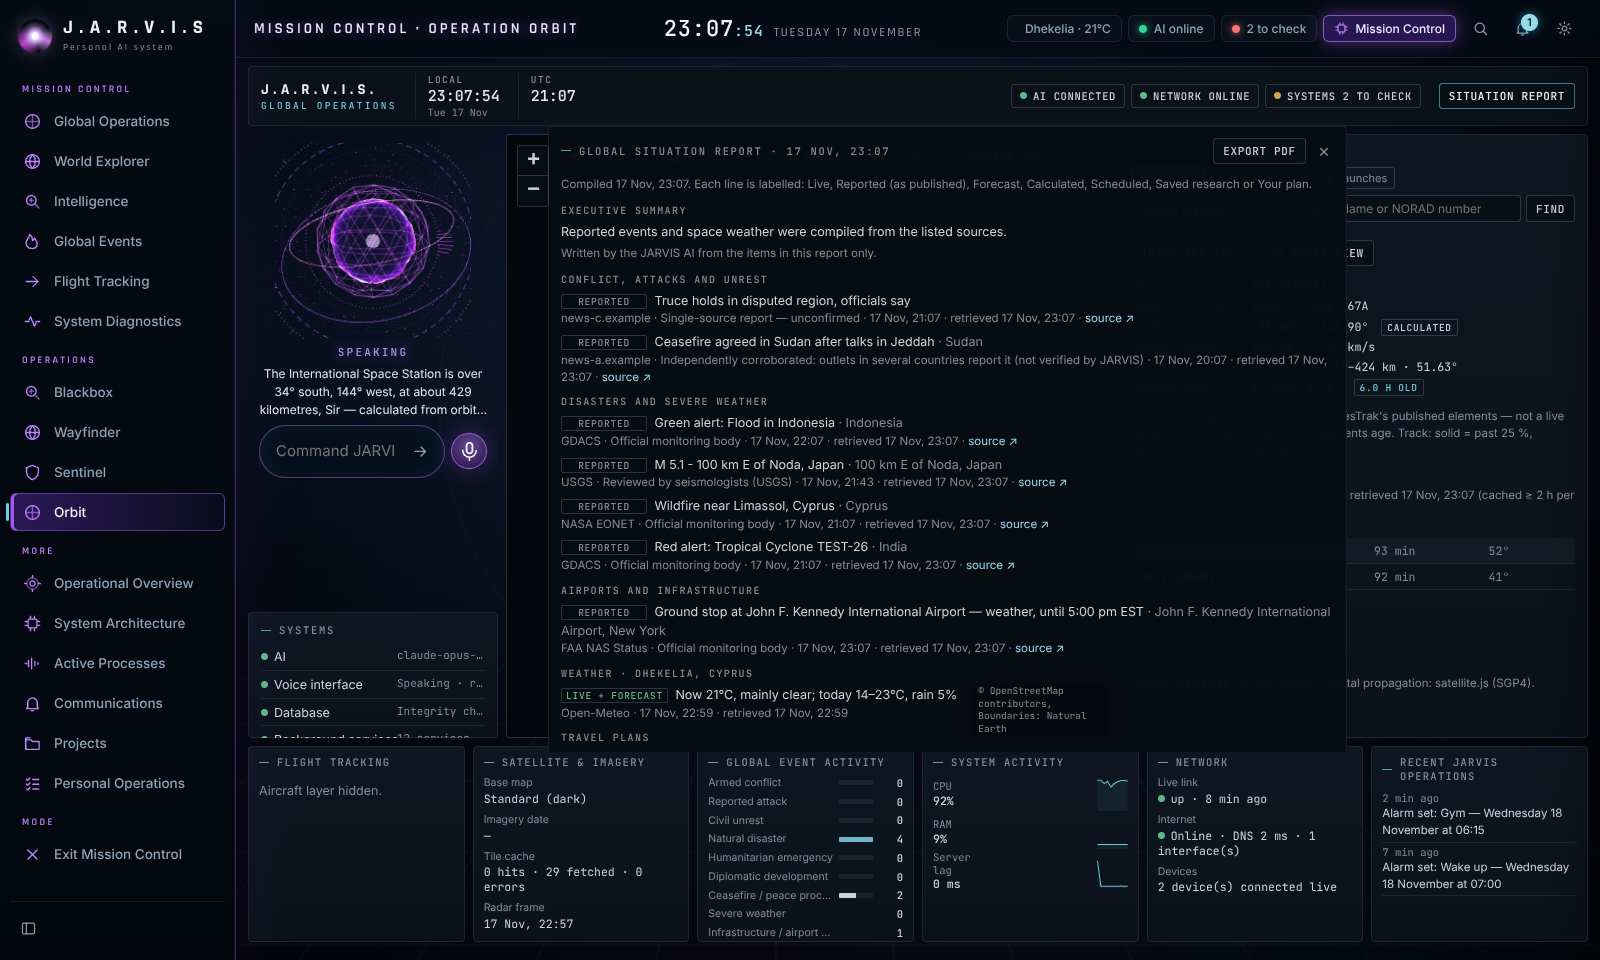 J.A.R.V.I.S
Personal AI system
MISSION CONTROL
Global Operations
World Explorer
Intelligence
Global Events
Flight Tracking
System Diagnostics
OPERATIONS
Blackbox
Wayfinder
Sentinel
Orbit
MORE
Operational Overview
System Architecture
Active Processes
Communications
Projects
Personal Operations
MODE
Exit Mission Control
MISSION CONTROL · OPERATION ORBIT
23:07:54 TUESDAY 17 NOVEMBER
Dhekelia · 21°C
AI online
2 to check
Mission Control
1
J.A.R.V.I.S.
GLOBAL OPERATIONS
LOCAL
23:07:54
Tue 17 Nov
UTC
21:07
AI CONNECTED
NETWORK ONLINE
SYSTEMS 2 TO CHECK
SITUATION REPORT
SPEAKING
The International Space Station is over
34° south, 144° west, at about 429
kilometres, Sir — calculated from orbit...
Command JARVI
SYSTEMS
AI claude-opus-…
Voice interface Speaking · r…
Database Integrity ch…
+
−
GLOBAL SITUATION REPORT · 17 NOV, 23:07
EXPORT PDF
Compiled 17 Nov, 23:07. Each line is labelled: Live, Reported (as published), Forecast, Calculated, Scheduled, Saved research or Your plan.
EXECUTIVE SUMMARY
Reported events and space weather were compiled from the listed sources.
Written by the JARVIS AI from the items in this report only.
CONFLICT, ATTACKS AND UNREST
REPORTED Truce holds in disputed region, officials say
news-c.example · Single-source report — unconfirmed · 17 Nov, 21:07 · retrieved 17 Nov, 23:07 · source ↗
REPORTED Ceasefire agreed in Sudan after talks in Jeddah · Sudan
news-a.example · Independently corroborated: outlets in several countries report it (not verified by JARVIS) · 17 Nov, 20:07 · retrieved 17 Nov,
23:07 · source ↗
DISASTERS AND SEVERE WEATHER
REPORTED Green alert: Flood in Indonesia · Indonesia
GDACS · Official monitoring body · 17 Nov, 22:07 · retrieved 17 Nov, 23:07 · source ↗
REPORTED M 5.1 - 100 km E of Noda, Japan · 100 km E of Noda, Japan
USGS · Reviewed by seismologists (USGS) · 17 Nov, 21:43 · retrieved 17 Nov, 23:07 · source ↗
REPORTED Wildfire near Limassol, Cyprus · Cyprus
NASA EONET · Official monitoring body · 17 Nov, 21:07 · retrieved 17 Nov, 23:07 · source ↗
REPORTED Red alert: Tropical Cyclone TEST-26 · India
GDACS · Official monitoring body · 17 Nov, 21:07 · retrieved 17 Nov, 23:07 · source ↗
AIRPORTS AND INFRASTRUCTURE
REPORTED Ground stop at John F. Kennedy International Airport — weather, until 5:00 pm EST · John F. Kennedy International
Airport, New York
FAA NAS Status · Official monitoring body · 17 Nov, 23:07 · retrieved 17 Nov, 23:07 · source ↗
WEATHER · DHEKELIA, CYPRUS
LIVE + FORECAST Now 21°C, mainly clear; today 14–23°C, rain 5%
Open-Meteo · 17 Nov, 22:59 · retrieved 17 Nov, 22:59
TRAVEL PLANS
© OpenStreetMap
contributors,
Boundaries: Natural
Earth
aunches
ame or NORAD number
FIND
EW
67A
90° CALCULATED
km/s
–424 km · 51.63°
6.0 H OLD
esTrak's published elements — not a live
ents age. Track: solid = past 25 %,
retrieved 17 Nov, 23:07 (cached ≥ 2 h per
93 min 52°
92 min 41°
tal propagation: satellite.js (SGP4).
FLIGHT TRACKING
Aircraft layer hidden.
SATELLITE & IMAGERY
Base map
Standard (dark)
Imagery date
—
Tile cache
0 hits · 29 fetched · 0
errors
Radar frame
17 Nov, 22:57
GLOBAL EVENT ACTIVITY
Armed conflict 0
Reported attack 0
Civil unrest 0
Natural disaster 4
Humanitarian emergency 0
Diplomatic development 0
Ceasefire / peace proc… 2
Severe weather 0
Infrastructure / airport … 1
SYSTEM ACTIVITY
CPU
92%
RAM
9%
Server
lag
0 ms
NETWORK
Live link
up · 8 min ago
Internet
Online · DNS 2 ms · 1
interface(s)
Devices
2 device(s) connected live
RECENT JARVIS
OPERATIONS
2 min ago
Alarm set: Gym — Wednesday 18
November at 06:15
7 min ago
Alarm set: Wake up — Wednesday
18 November at 07:00